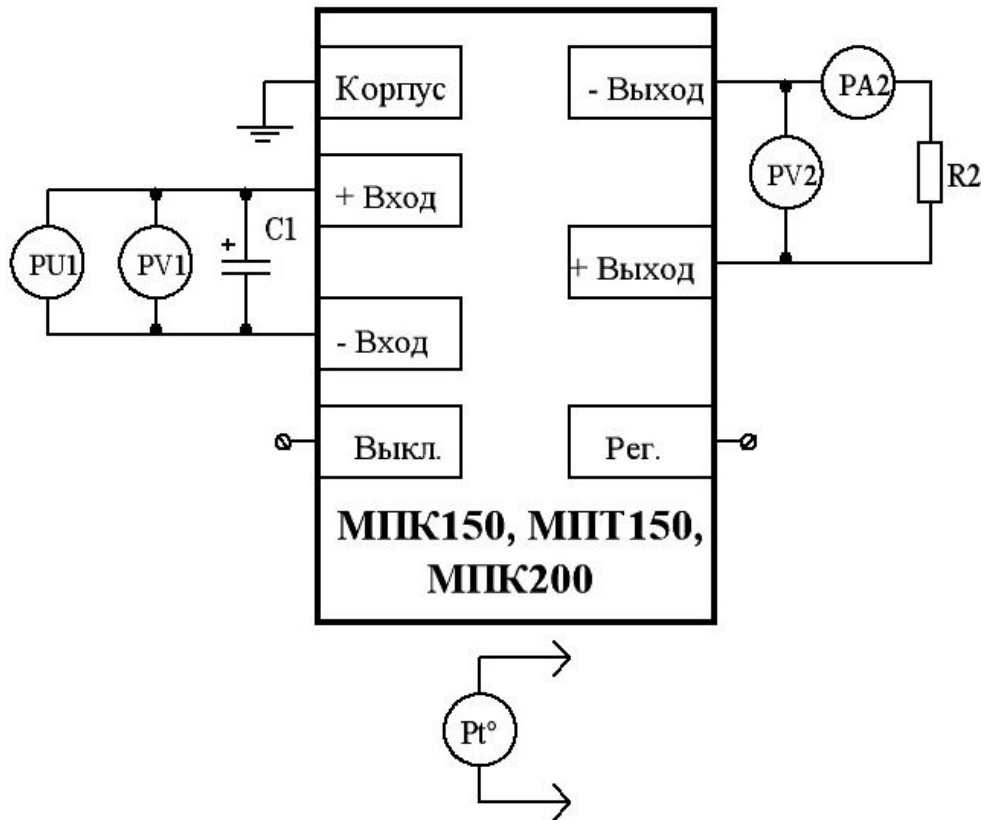 Корпус
- Выход
PA2
+ Вход
C1
+
PU1
PV1
PV2
R2
+ Выход
- Вход
Выкл.
Рег.
МПК150, МПТ150,
МПК200
Pt°